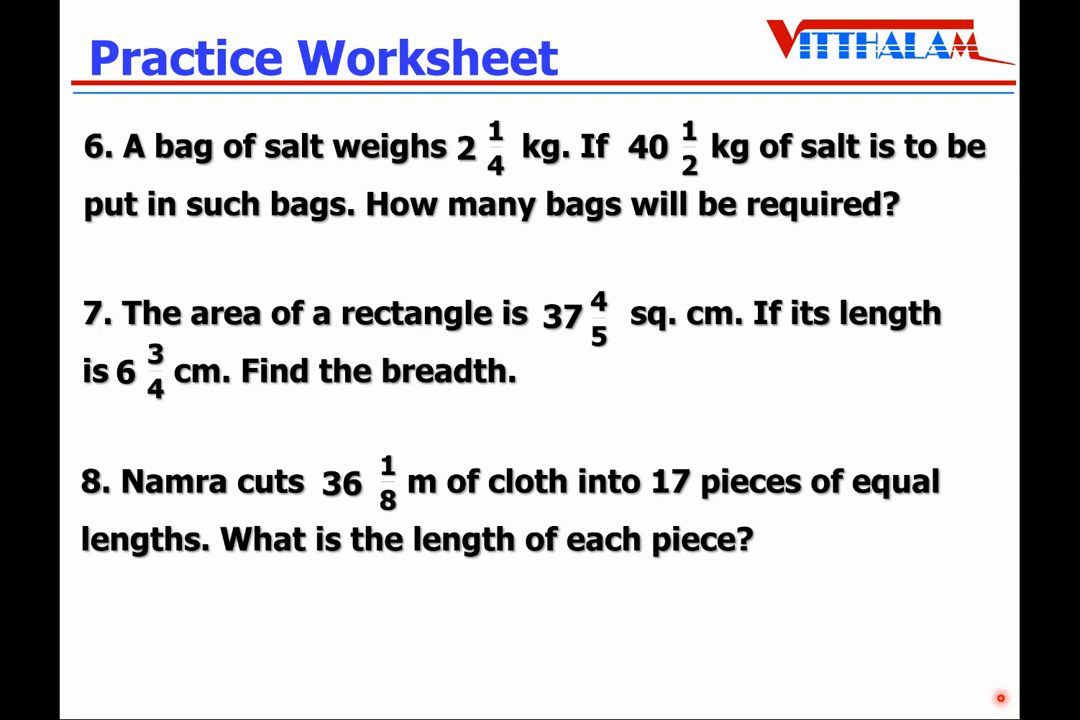 Practice Worksheet
VITTHALAM
6. A bag of salt weighs 2 1/4 kg. If 40 1/2 kg of salt is to be
put in such bags. How many bags will be required?
7. The area of a rectangle is 37 4/5 sq. cm. If its length
is 6 3/4 cm. Find the breadth.
8. Namra cuts 36 1/8 m of cloth into 17 pieces of equal
lengths. What is the length of each piece?